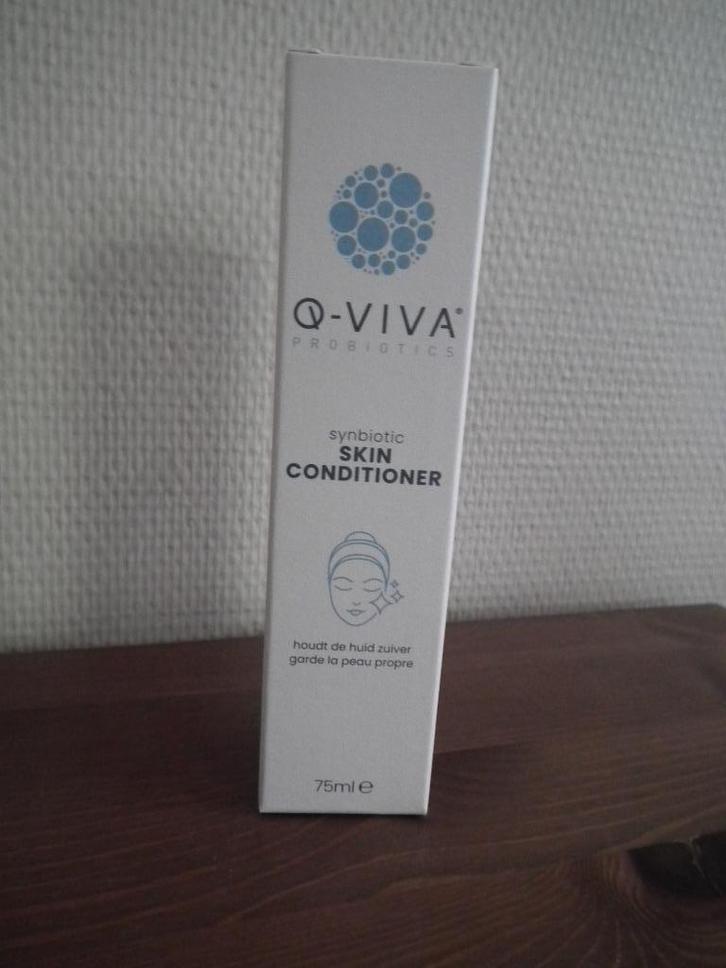 Q-VIVA®
PROBIOTICS
synbiotic
SKIN
CONDITIONER
houdt de huid zuiver
garde la peau propre
75ml ℮